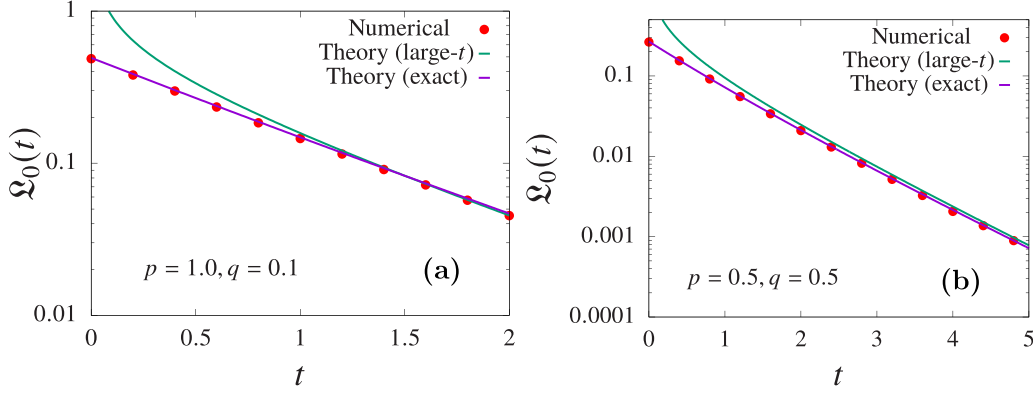 1
0.1
0.01
𝔏₀(t)
Numerical
Theory (large-t)
Theory (exact)
p = 1.0, q = 0.1
(a)
0 0.5 1 1.5 2
t
0.1
0.01
0.001
0.0001
𝔏₀(t)
Numerical
Theory (large-t)
Theory (exact)
p = 0.5, q = 0.5
(b)
0 1 2 3 4 5
t